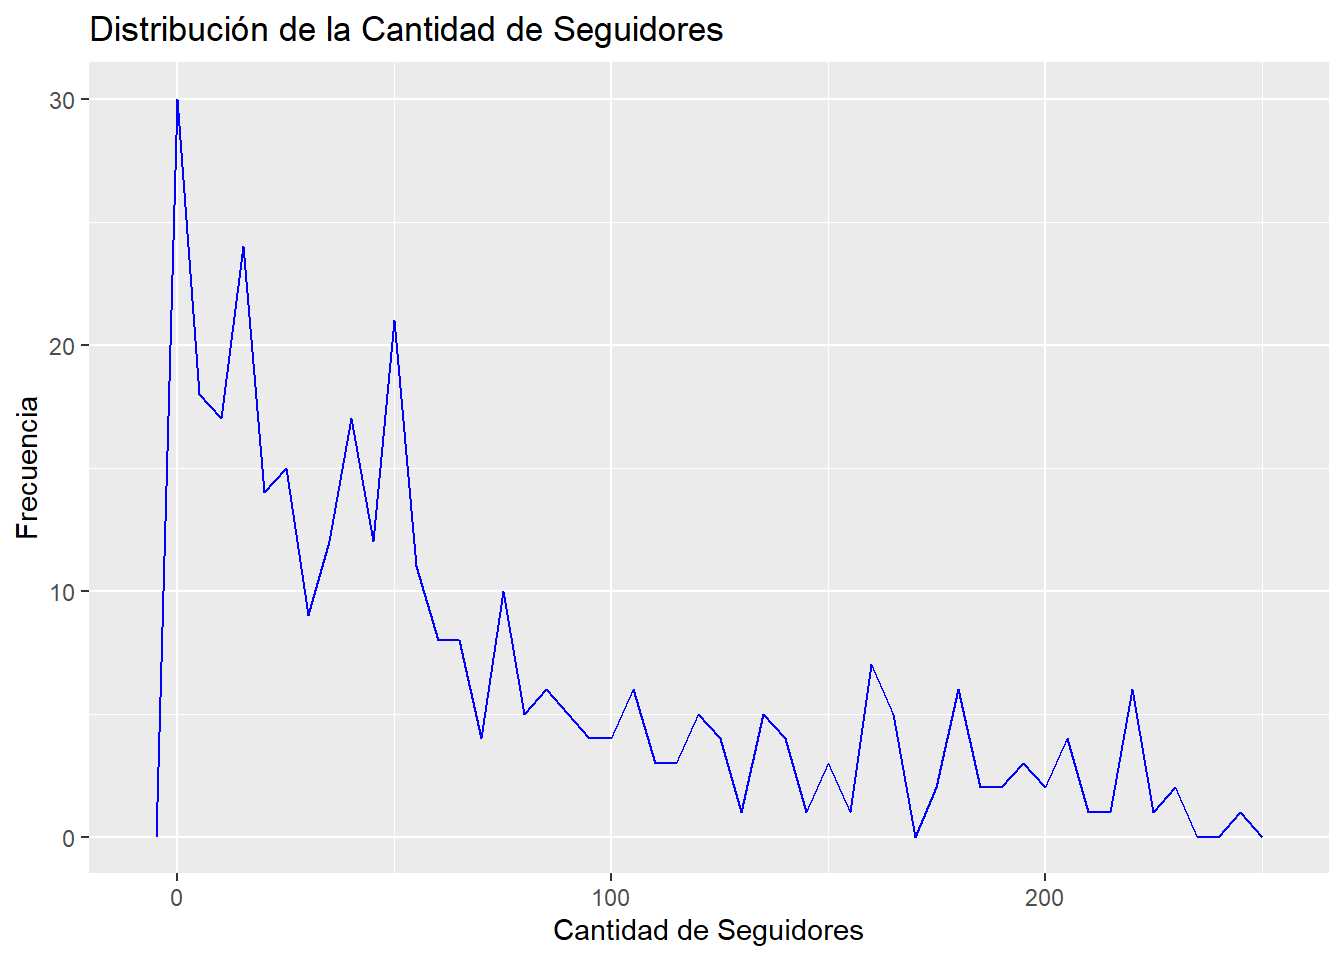 Distribución de la Cantidad de Seguidores
30
20
10
0
Frecuencia
0 100 200
Cantidad de Seguidores